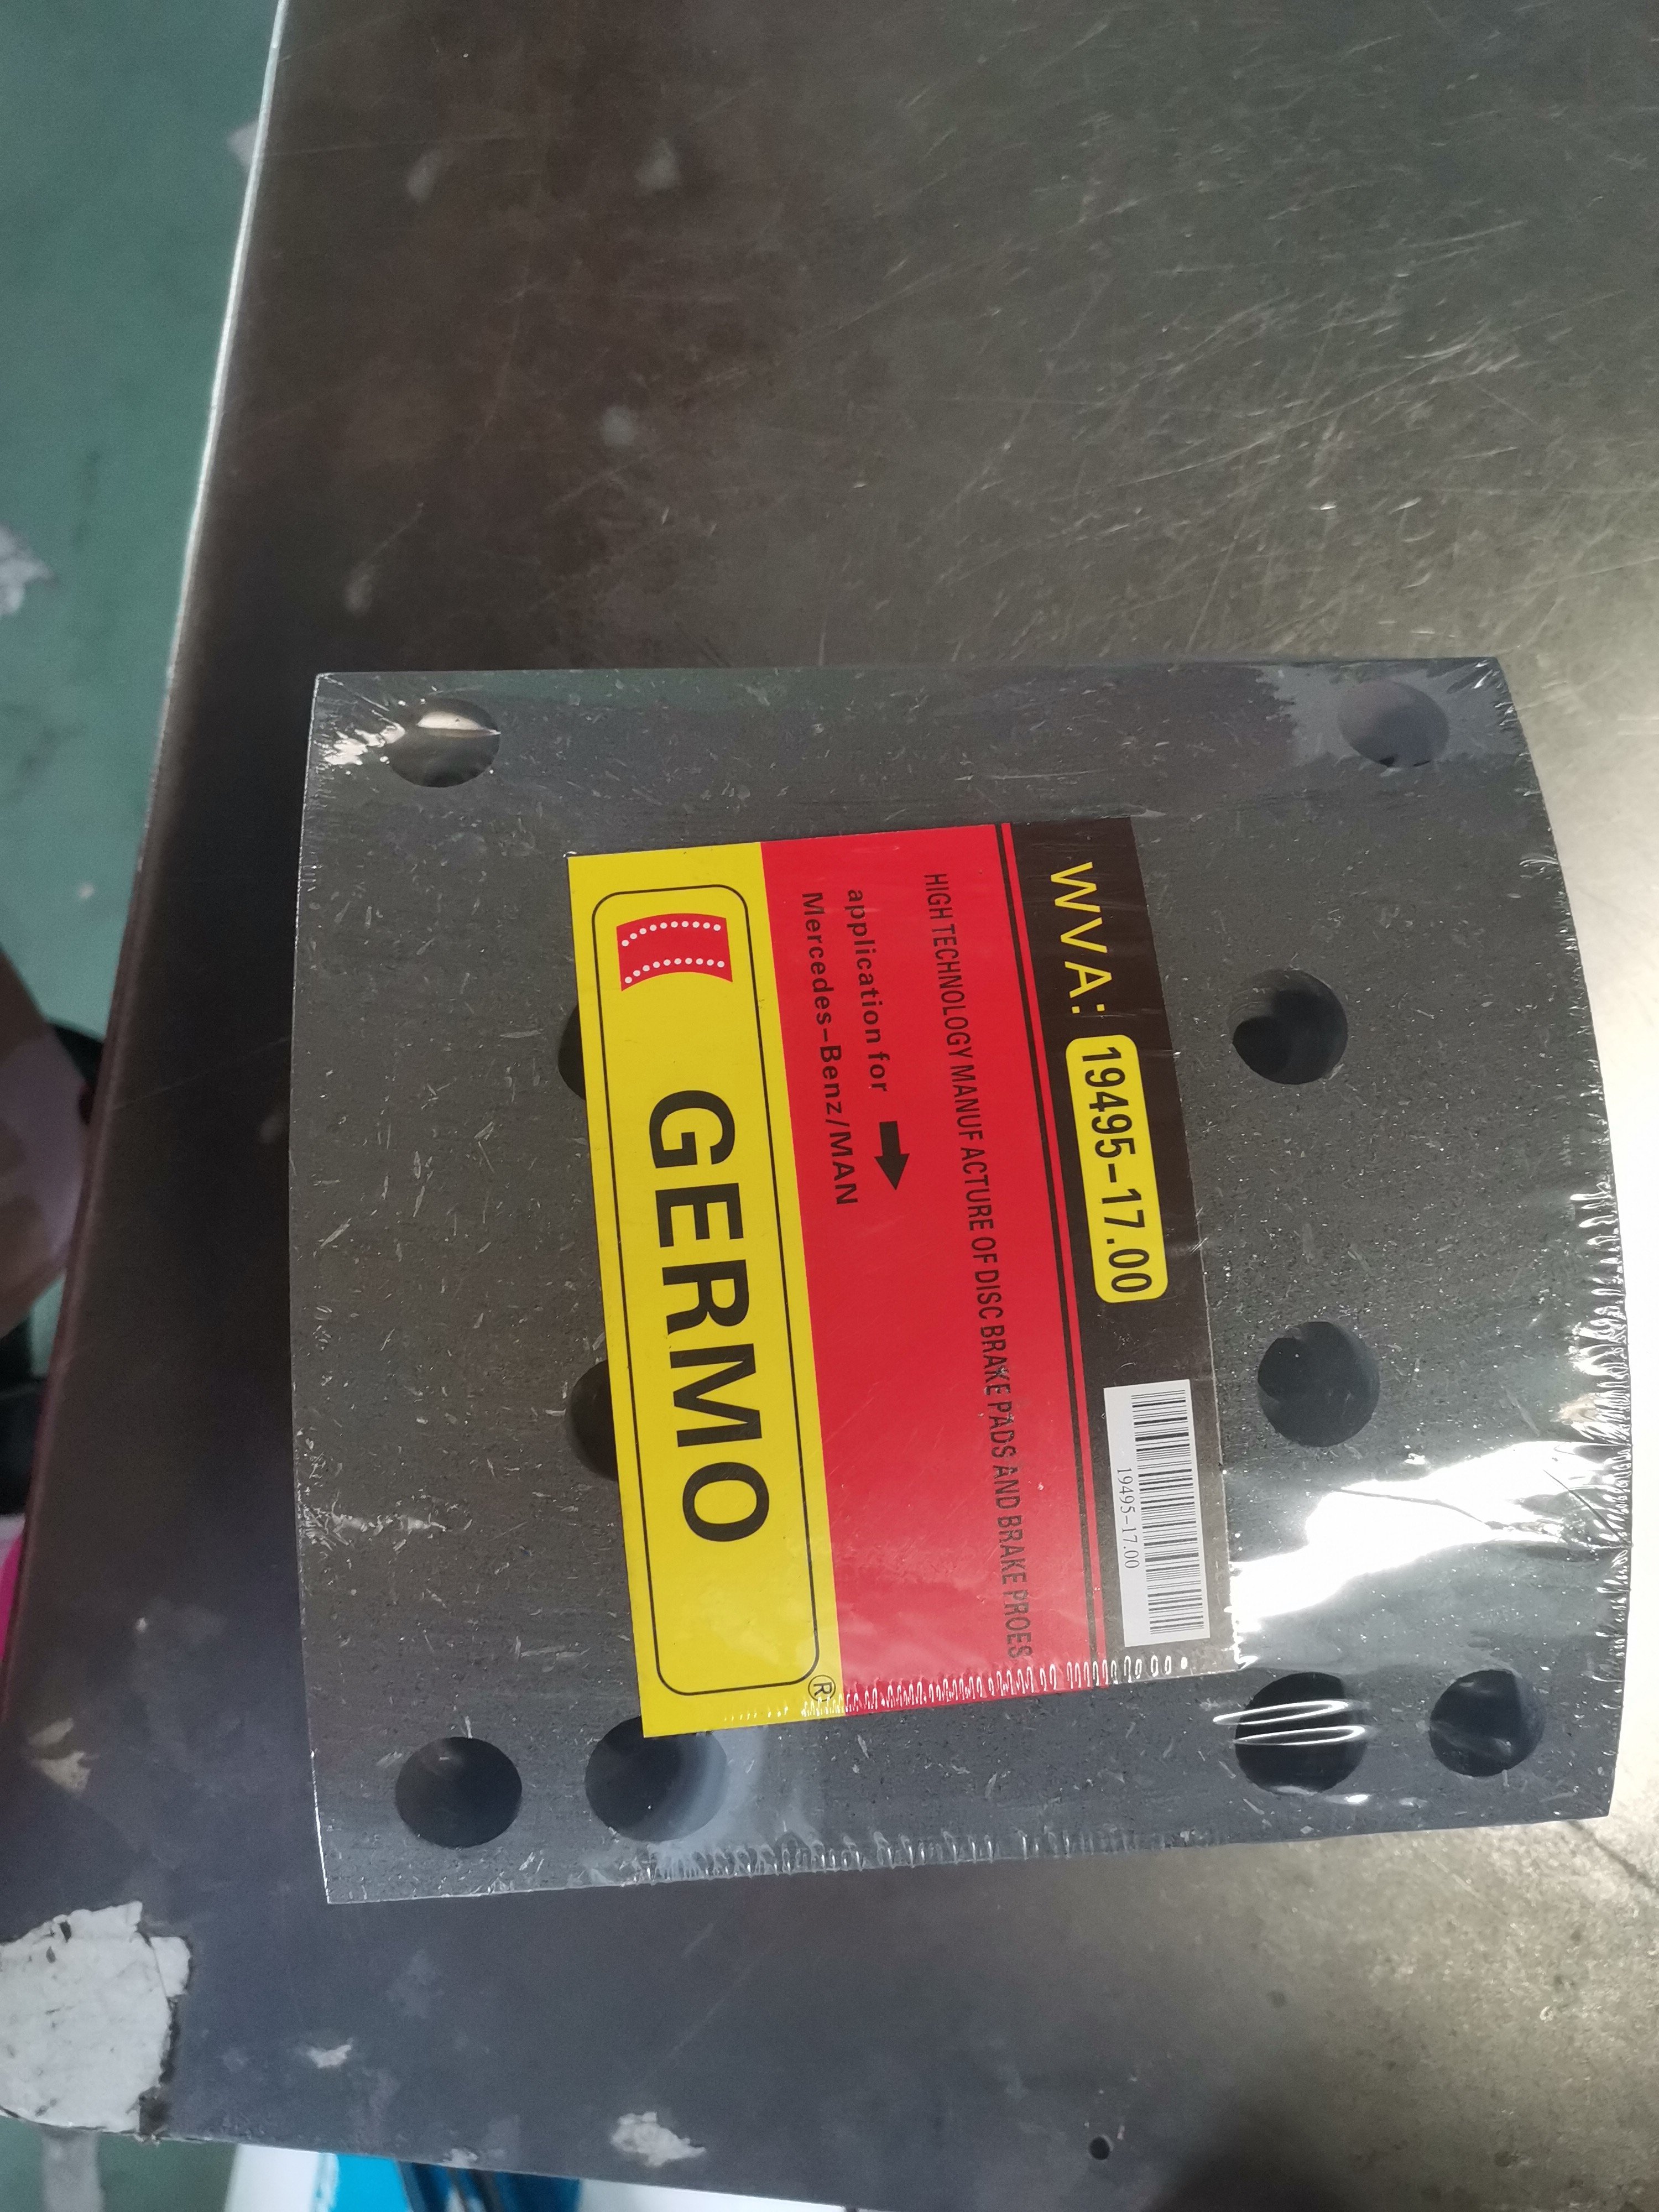 GERMO
®
application for
Mercedes-Benz/MAN
HIGH TECHNOLOGY MANUF ACTURE OF DISC BRAKE PADS AND BRAKE PROES
WVA: 19495-17.00
19495-17.00